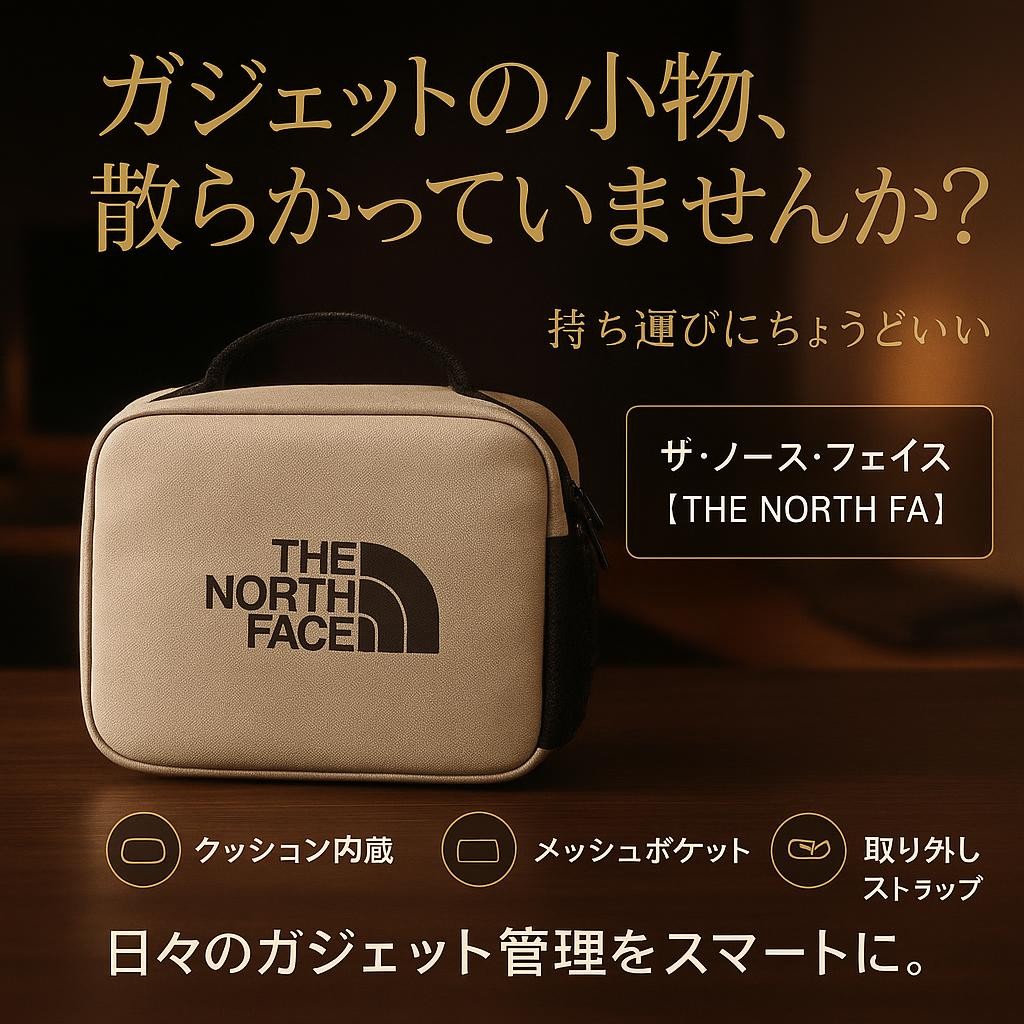 ガジェットの小物、
散らかっていませんか?
持ち運びにちょうどいい
ザ・ノース・フェイス
【THE NORTH FA】
THE
NORTH
FACE
クッション内蔵
メッシュポケット
取り外し
ストラップ
日々のガジェット管理をスマートに。